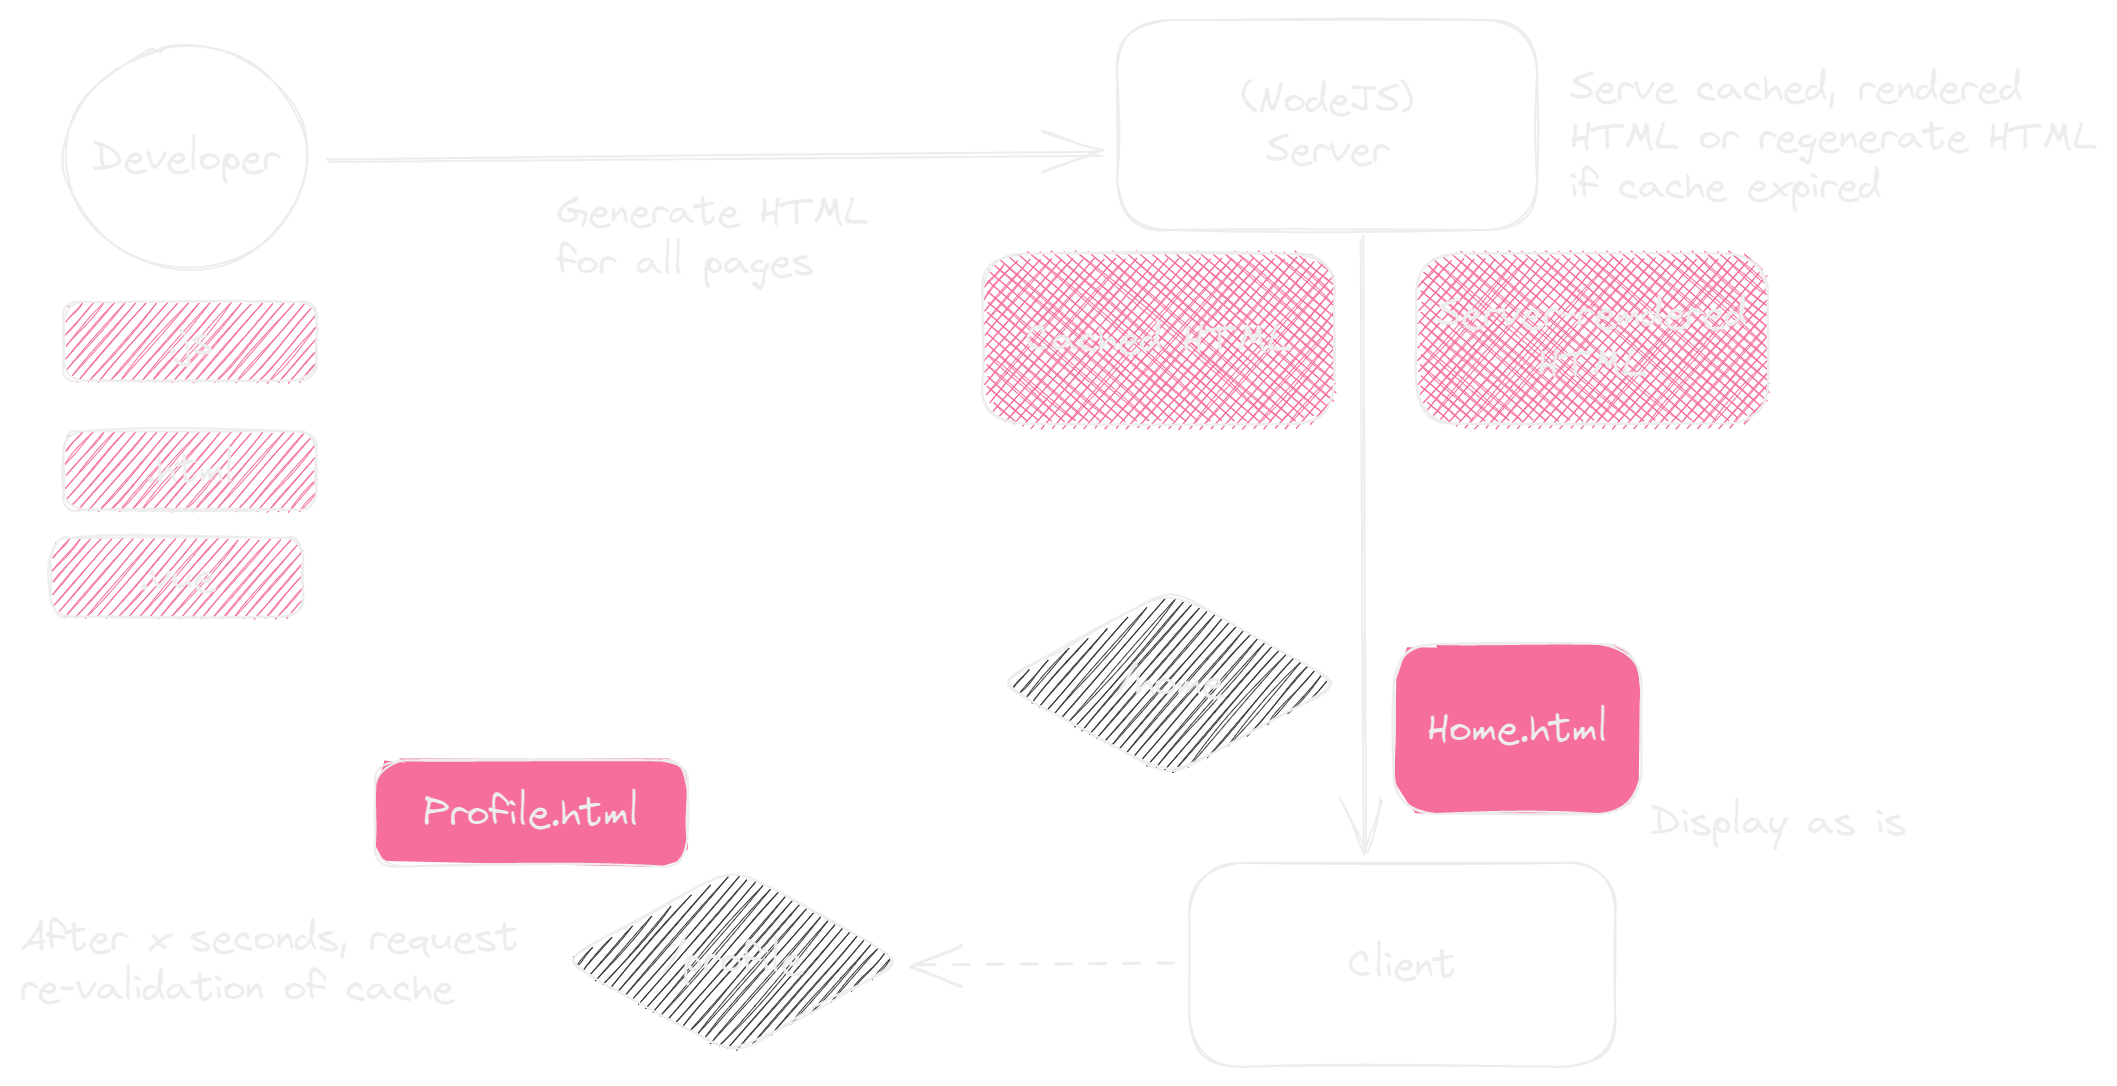 (NodeJS)
Server
Serve cached, rendered
HTML or regenerate HTML
if cache expired
Developer
Generate HTML
for all pages
.js
.html
.vue
Cached HTML
Server-rendered
HTML
/home
Home.html
Profile.html
Display as is
After x seconds, request
re-validation of cache
profile
Client